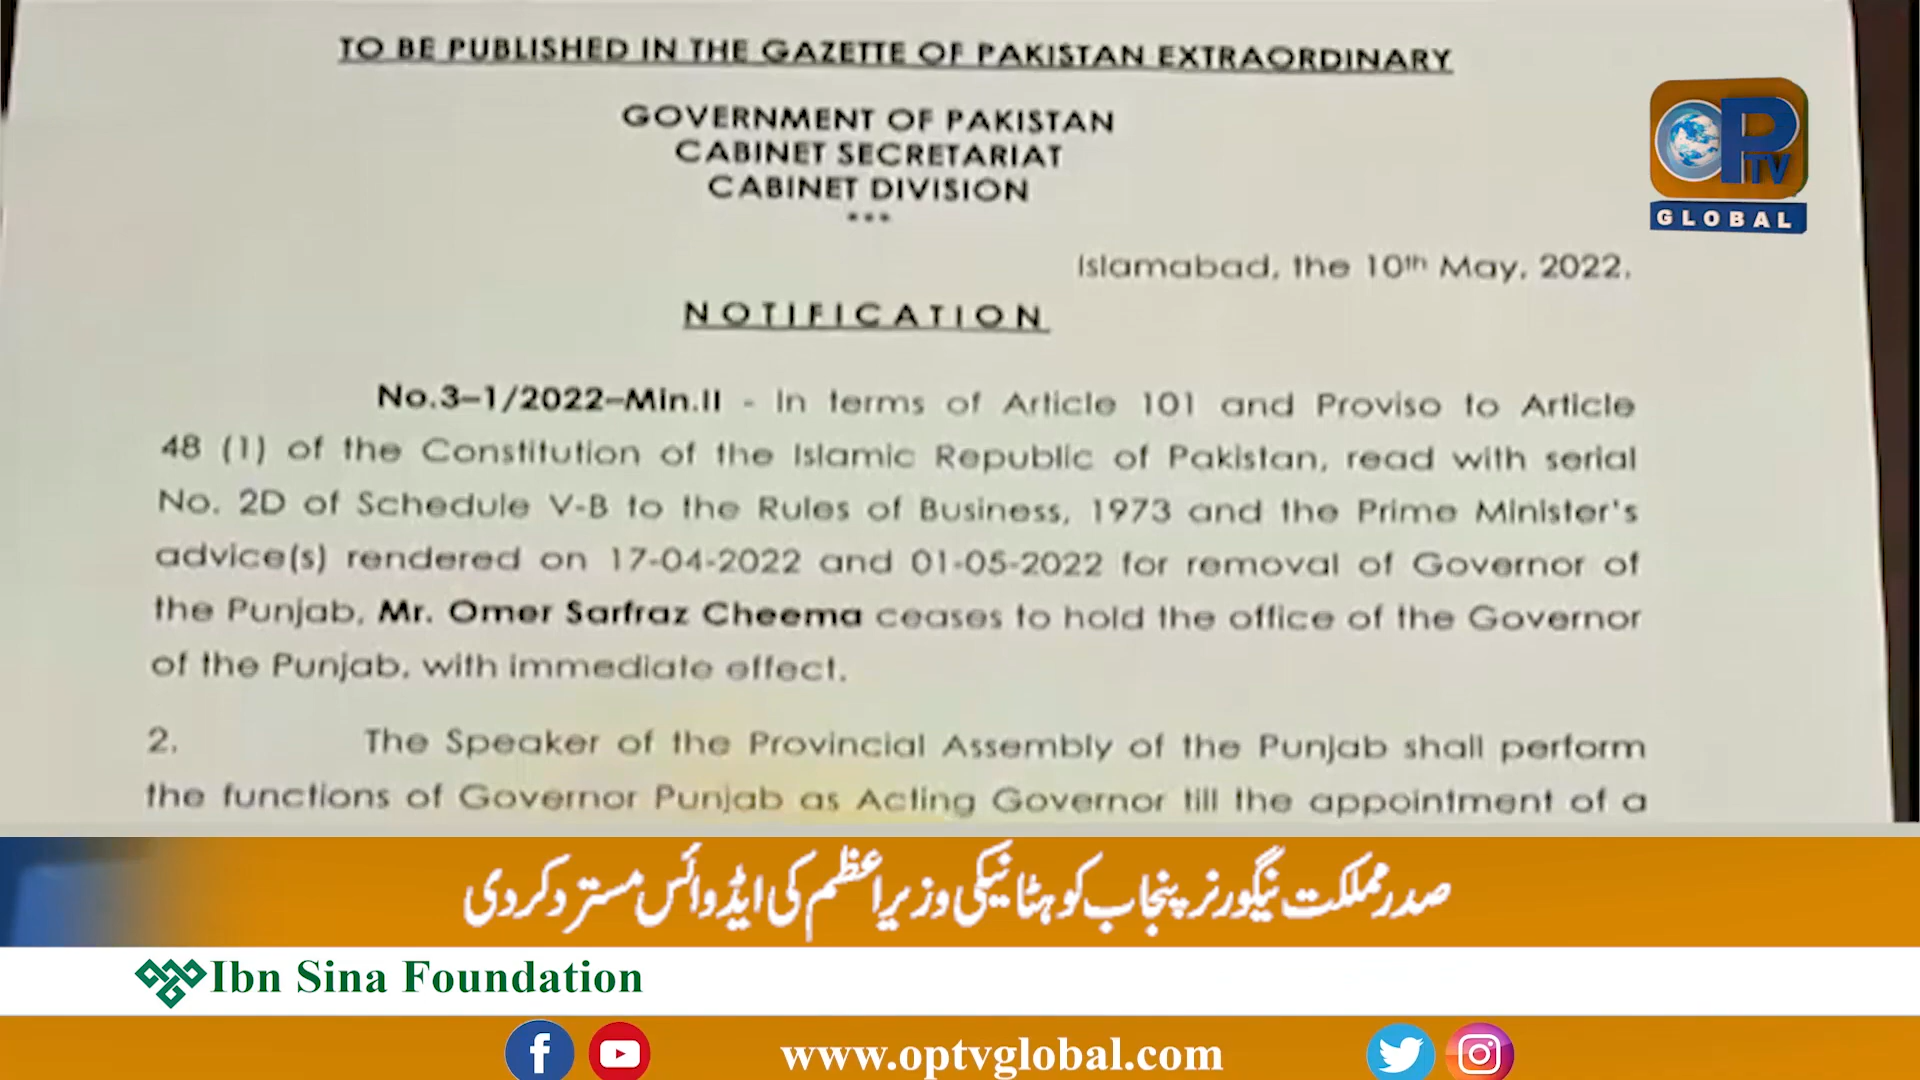 TO BE PUBLISHED IN THE GAZETTE OF PAKISTAN EXTRAORDINARY
GOVERNMENT OF PAKISTAN
CABINET SECRETARIAT
CABINET DIVISION
***
OPTV
GLOBAL
Islamabad, the 10th May, 2022.
NOTIFICATION
No.3–1/2022–Min.II - In terms of Article 101 and Proviso to Article
48 (1) of the Constitution of the Islamic Republic of Pakistan, read with serial
No. 2D of Schedule V-B to the Rules of Business, 1973 and the Prime Minister's
advice(s) rendered on 17-04-2022 and 01-05-2022 for removal of Governor of
the Punjab, Mr. Omer Sarfraz Cheema ceases to hold the office of the Governor
of the Punjab, with immediate effect.
2. The Speaker of the Provincial Assembly of the Punjab shall perform
the functions of Governor Punjab as Acting Governor till the appointment of a
صدر مملکت نیگورنر پنجاب کو ہٹانیکی وزیر اعظم کی ایڈوائس مسترد کر دی
Ibn Sina Foundation
www.optvglobal.com